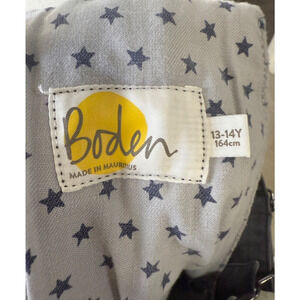 Boden
MADE IN MAURITIUS
13-14Y
164cm